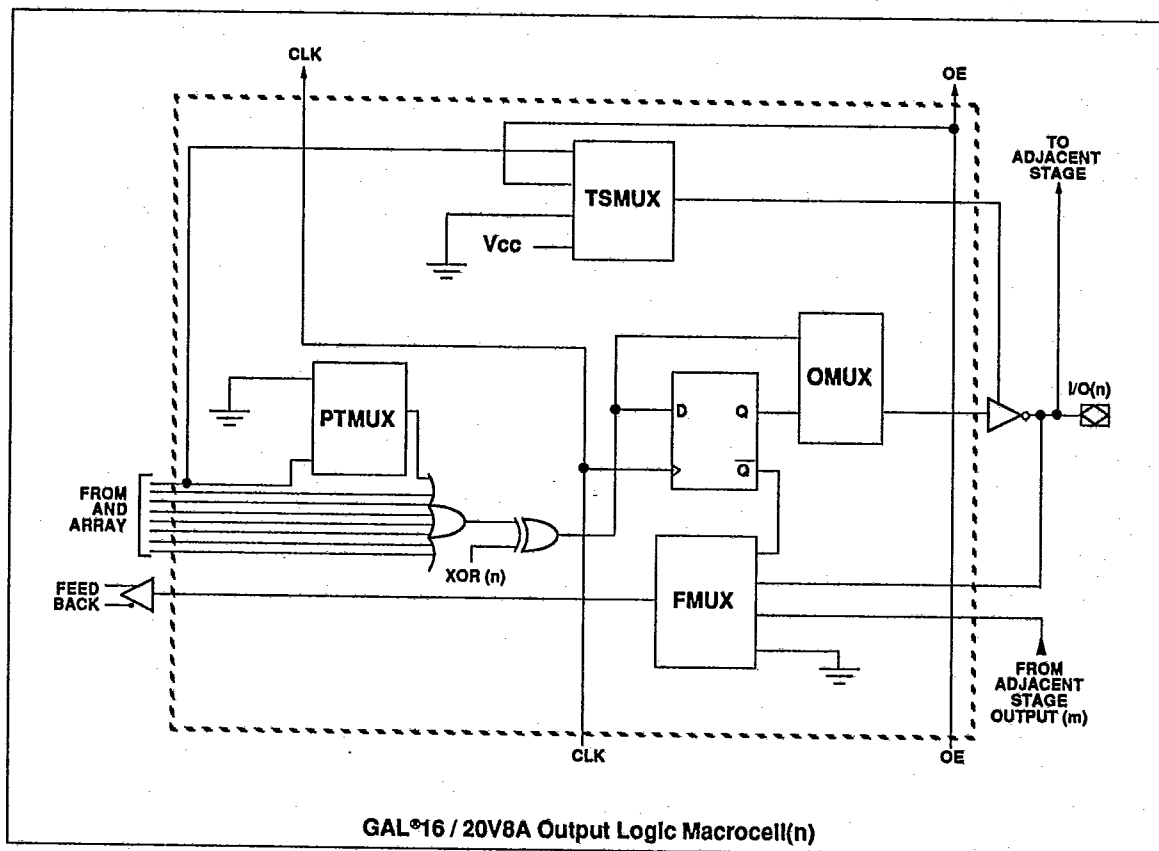 CLK
OE
TO
ADJACENT
STAGE
TSMUX
Vcc
OMUX
I/O(n)
PTMUX
D
Q
Q̅
FROM
AND
ARRAY
XOR (n)
FEED
BACK
FMUX
FROM
ADJACENT
STAGE
OUTPUT (m)
CLK
OE
GAL®16 / 20V8A Output Logic Macrocell(n)